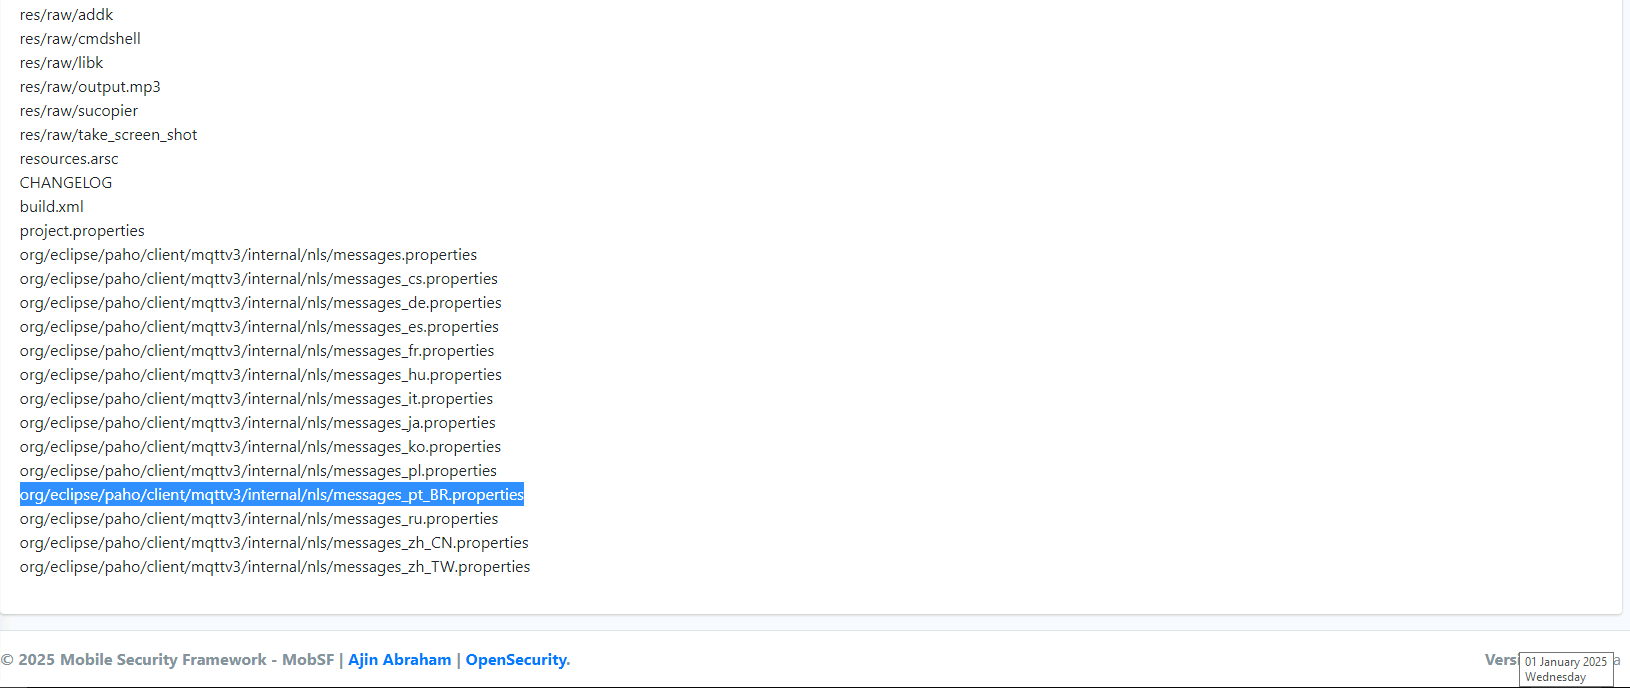 res/raw/addk
res/raw/cmdshell
res/raw/libk
res/raw/output.mp3
res/raw/sucopier
res/raw/take_screen_shot
resources.arsc
CHANGELOG
build.xml
project.properties
org/eclipse/paho/client/mqttv3/internal/nls/messages.properties
org/eclipse/paho/client/mqttv3/internal/nls/messages_cs.properties
org/eclipse/paho/client/mqttv3/internal/nls/messages_de.properties
org/eclipse/paho/client/mqttv3/internal/nls/messages_es.properties
org/eclipse/paho/client/mqttv3/internal/nls/messages_fr.properties
org/eclipse/paho/client/mqttv3/internal/nls/messages_hu.properties
org/eclipse/paho/client/mqttv3/internal/nls/messages_it.properties
org/eclipse/paho/client/mqttv3/internal/nls/messages_ja.properties
org/eclipse/paho/client/mqttv3/internal/nls/messages_ko.properties
org/eclipse/paho/client/mqttv3/internal/nls/messages_pl.properties
org/eclipse/paho/client/mqttv3/internal/nls/messages_pt_BR.properties
org/eclipse/paho/client/mqttv3/internal/nls/messages_ru.properties
org/eclipse/paho/client/mqttv3/internal/nls/messages_zh_CN.properties
org/eclipse/paho/client/mqttv3/internal/nls/messages_zh_TW.properties
© 2025 Mobile Security Framework - MobSF | Ajin Abraham | OpenSecurity.
01 January 2025
Wednesday